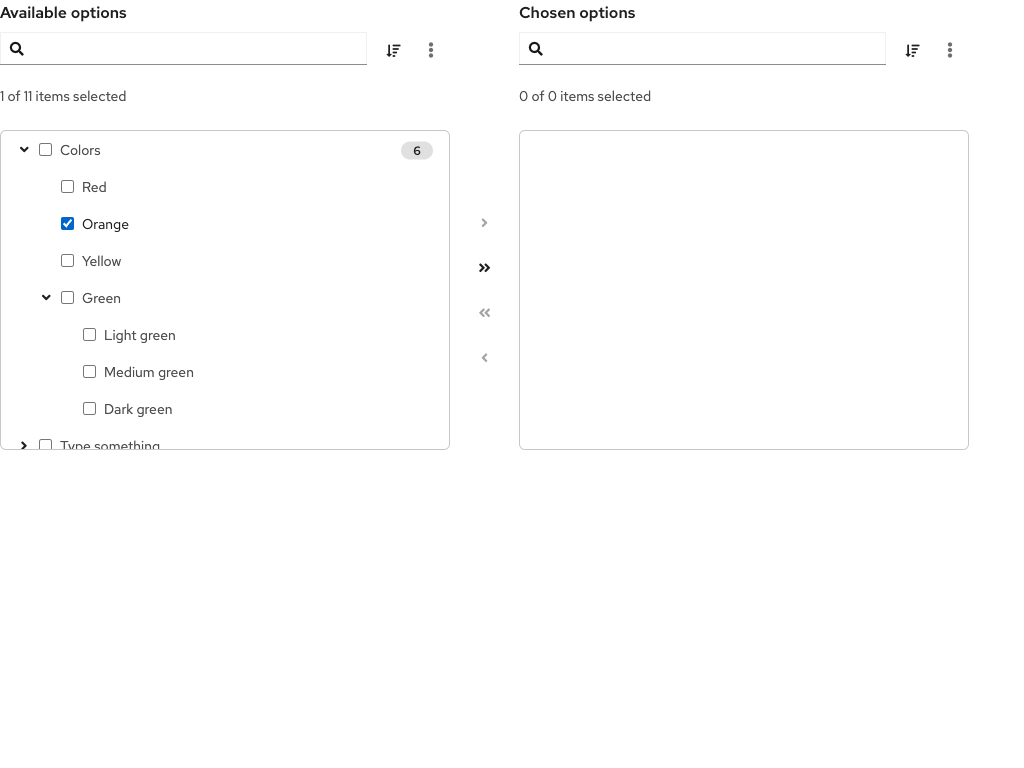 Available options
Chosen options
1 of 11 items selected
0 of 0 items selected
Colors 6
Red
Orange
Yellow
Green
Light green
Medium green
Dark green
Type something